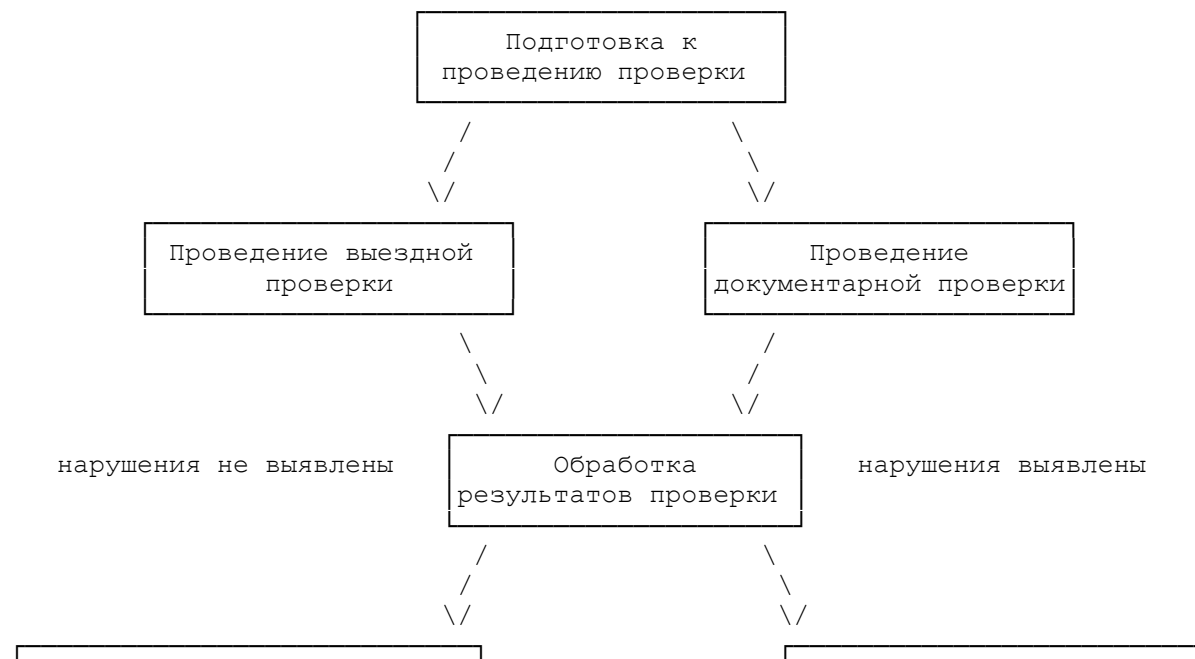 Подготовка к
проведению проверки
Проведение выездной
проверки
Проведение
документарной проверки
нарушения не выявлены
Обработка
результатов проверки
нарушения выявлены